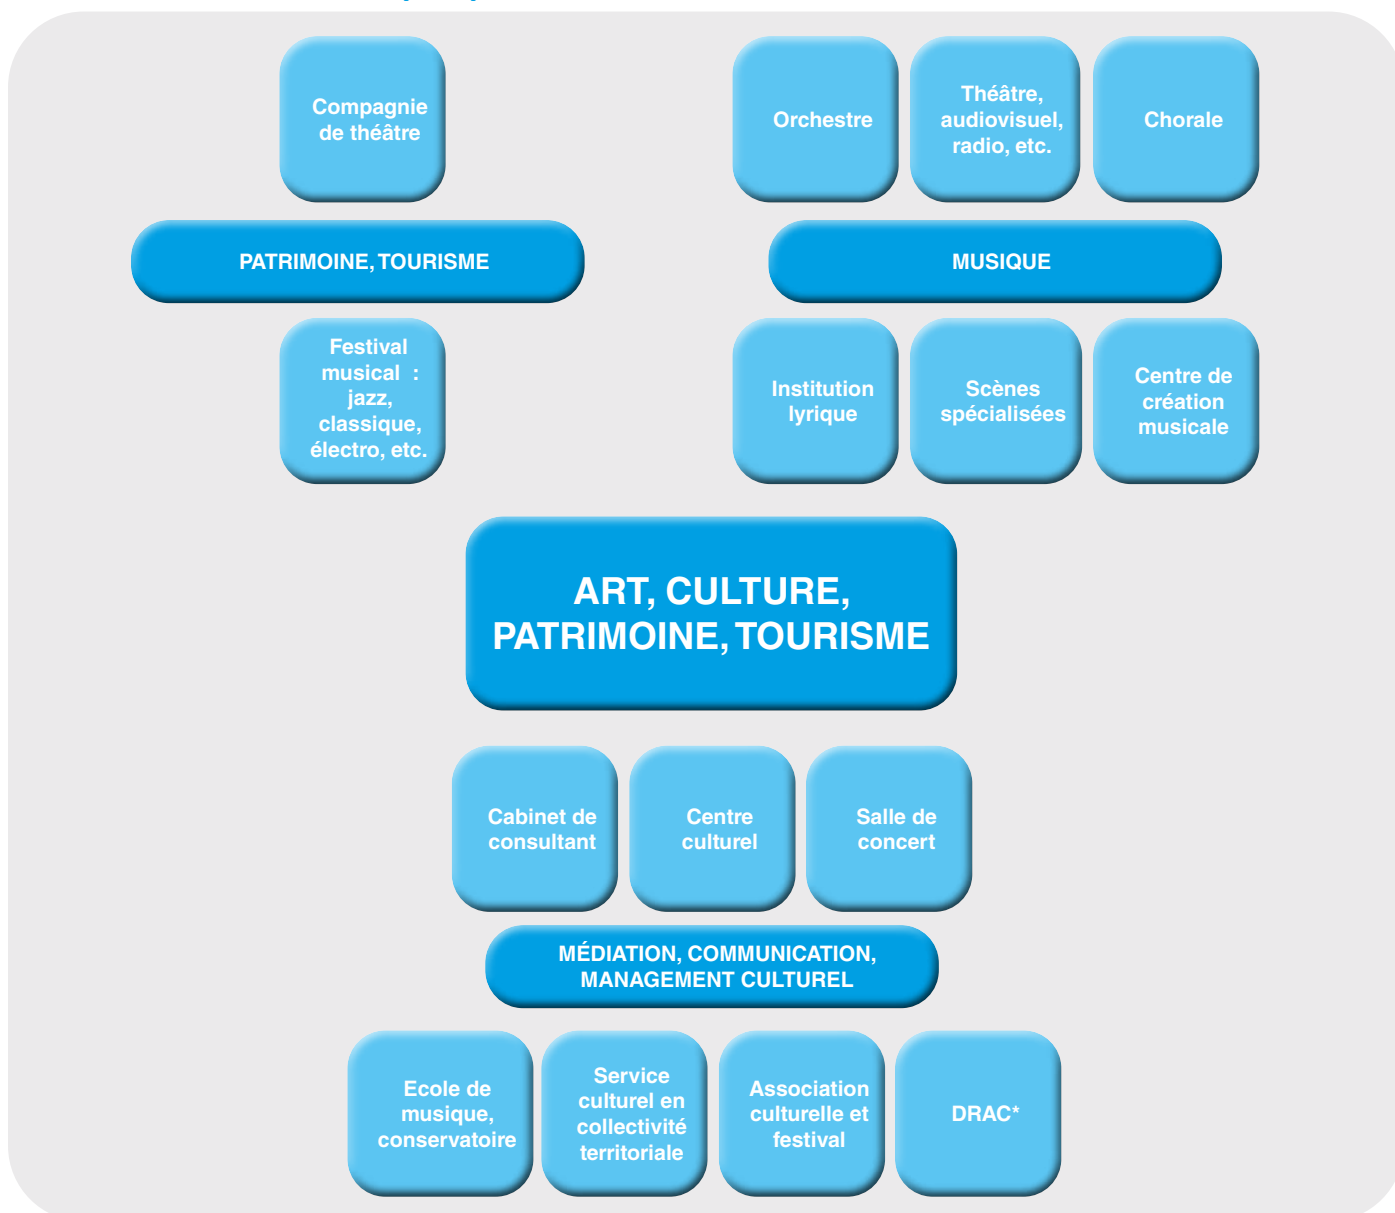 Compagnie
de théâtre
Orchestre
Théâtre,
audiovisuel,
radio, etc.
Chorale
PATRIMOINE, TOURISME
MUSIQUE
Festival
musical :
jazz,
classique,
électro, etc.
Institution
lyrique
Scènes
spécialisées
Centre de
création
musicale
ART, CULTURE,
PATRIMOINE, TOURISME
Cabinet de
consultant
Centre
culturel
Salle de
concert
MÉDIATION, COMMUNICATION,
MANAGEMENT CULTUREL
Ecole de
musique,
conservatoire
Service
culturel en
collectivité
territoriale
Association
culturelle et
festival
DRAC*